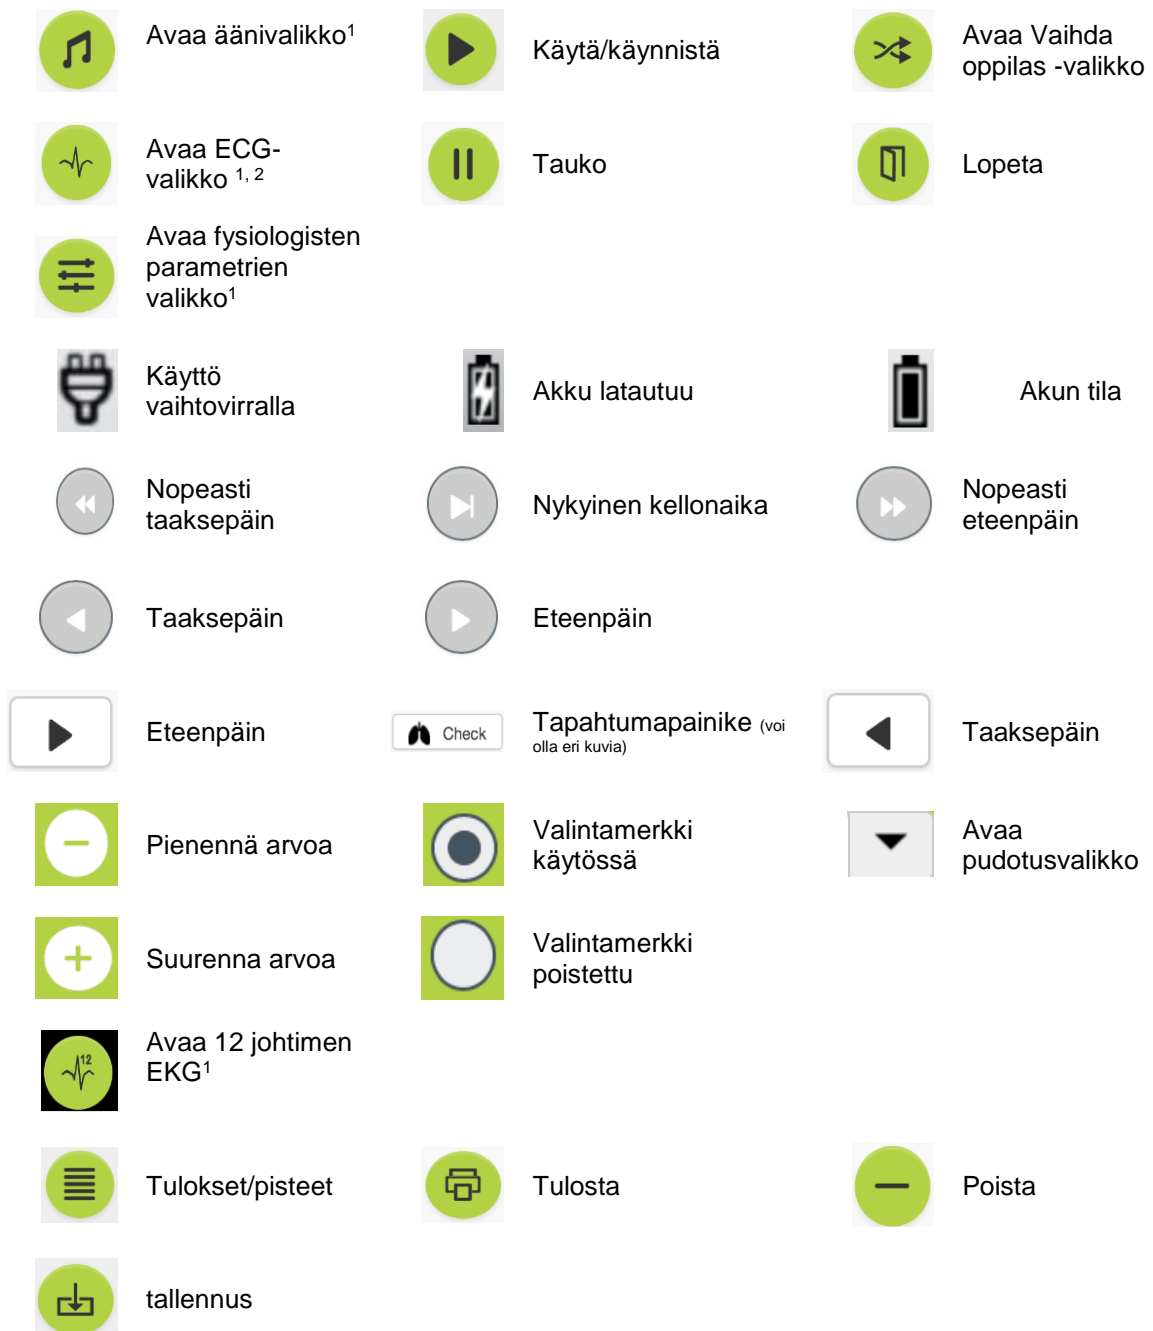 Avaa äänivalikko1
Käytä/käynnistä
Avaa Vaihda
oppilas -valikko
Avaa ECG-
valikko 1, 2
Tauko
Lopeta
Avaa fysiologisten
parametrien
valikko1
Käyttö
vaihtovirralla
Akku latautuu
Akun tila
Nopeasti
taaksepäin
Nykyinen kellonaika
Nopeasti
eteenpäin
Taaksepäin
Eteenpäin
Eteenpäin
Check
Tapahtumapainike (voi
olla eri kuvia)
Taaksepäin
Pienennä arvoa
Valintamerkki
käytössä
Avaa
pudotusvalikko
Suurenna arvoa
Valintamerkki
poistettu
12
Avaa 12 johtimen
EKG1
Tulokset/pisteet
Tulosta
Poista
tallennus